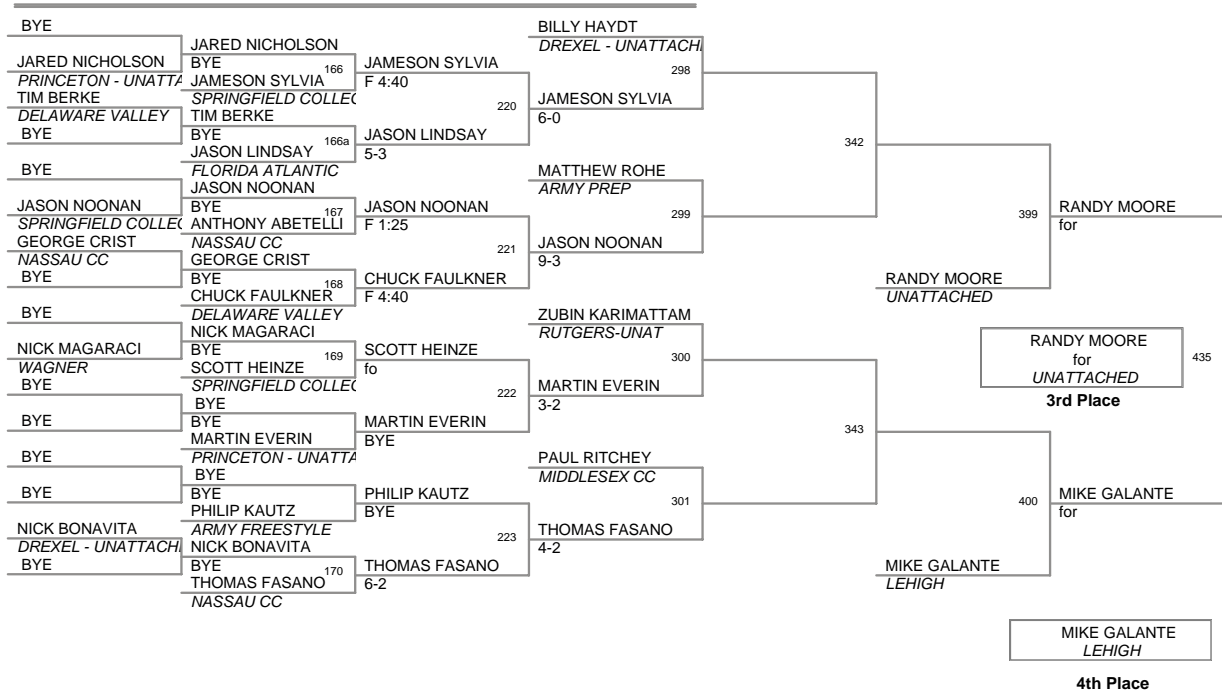 BYE
JARED NICHOLSON
PRINCETON - UNATTA
TIM BERKE
DELAWARE VALLEY
BYE
BYE
JASON NOONAN
SPRINGFIELD COLLEG
GEORGE CRIST
NASSAU CC
BYE
BYE
NICK MAGARACI
WAGNER
BYE
BYE
BYE
BYE
NICK BONAVITA
DREXEL - UNATTACH
BYE
JARED NICHOLSON
BYE
166
JAMESON SYLVIA
SPRINGFIELD COLLEG
TIM BERKE
BYE
166a
JASON LINDSAY
FLORIDA ATLANTIC
JASON NOONAN
BYE
167
ANTHONY ABETELLI
NASSAU CC
GEORGE CRIST
BYE
168
CHUCK FAULKNER
DELAWARE VALLEY
NICK MAGARACI
BYE
169
SCOTT HEINZE
SPRINGFIELD COLLEG
BYE
BYE
MARTIN EVERIN
PRINCETON - UNATTA
BYE
BYE
PHILIP KAUTZ
ARMY FREESTYLE
NICK BONAVITA
BYE
170
THOMAS FASANO
NASSAU CC
JAMESON SYLVIA
F 4:40
220
JASON LINDSAY
5-3
JASON NOONAN
F 1:25
221
CHUCK FAULKNER
F 4:40
SCOTT HEINZE
fo
222
MARTIN EVERIN
BYE
PHILIP KAUTZ
BYE
223
THOMAS FASANO
6-2
BILLY HAYDT
DREXEL - UNATTACH
298
JAMESON SYLVIA
6-0
MATTHEW ROHE
ARMY PREP
299
JASON NOONAN
9-3
ZUBIN KARIMATTAM
RUTGERS-UNAT
300
MARTIN EVERIN
3-2
PAUL RITCHEY
MIDDLESEX CC
301
THOMAS FASANO
4-2
342
343
399
RANDY MOORE
UNATTACHED
400
MIKE GALANTE
LEHIGH
RANDY MOORE
for
RANDY MOORE
for
UNATTACHED
435
3rd Place
MIKE GALANTE
for
MIKE GALANTE
LEHIGH
4th Place